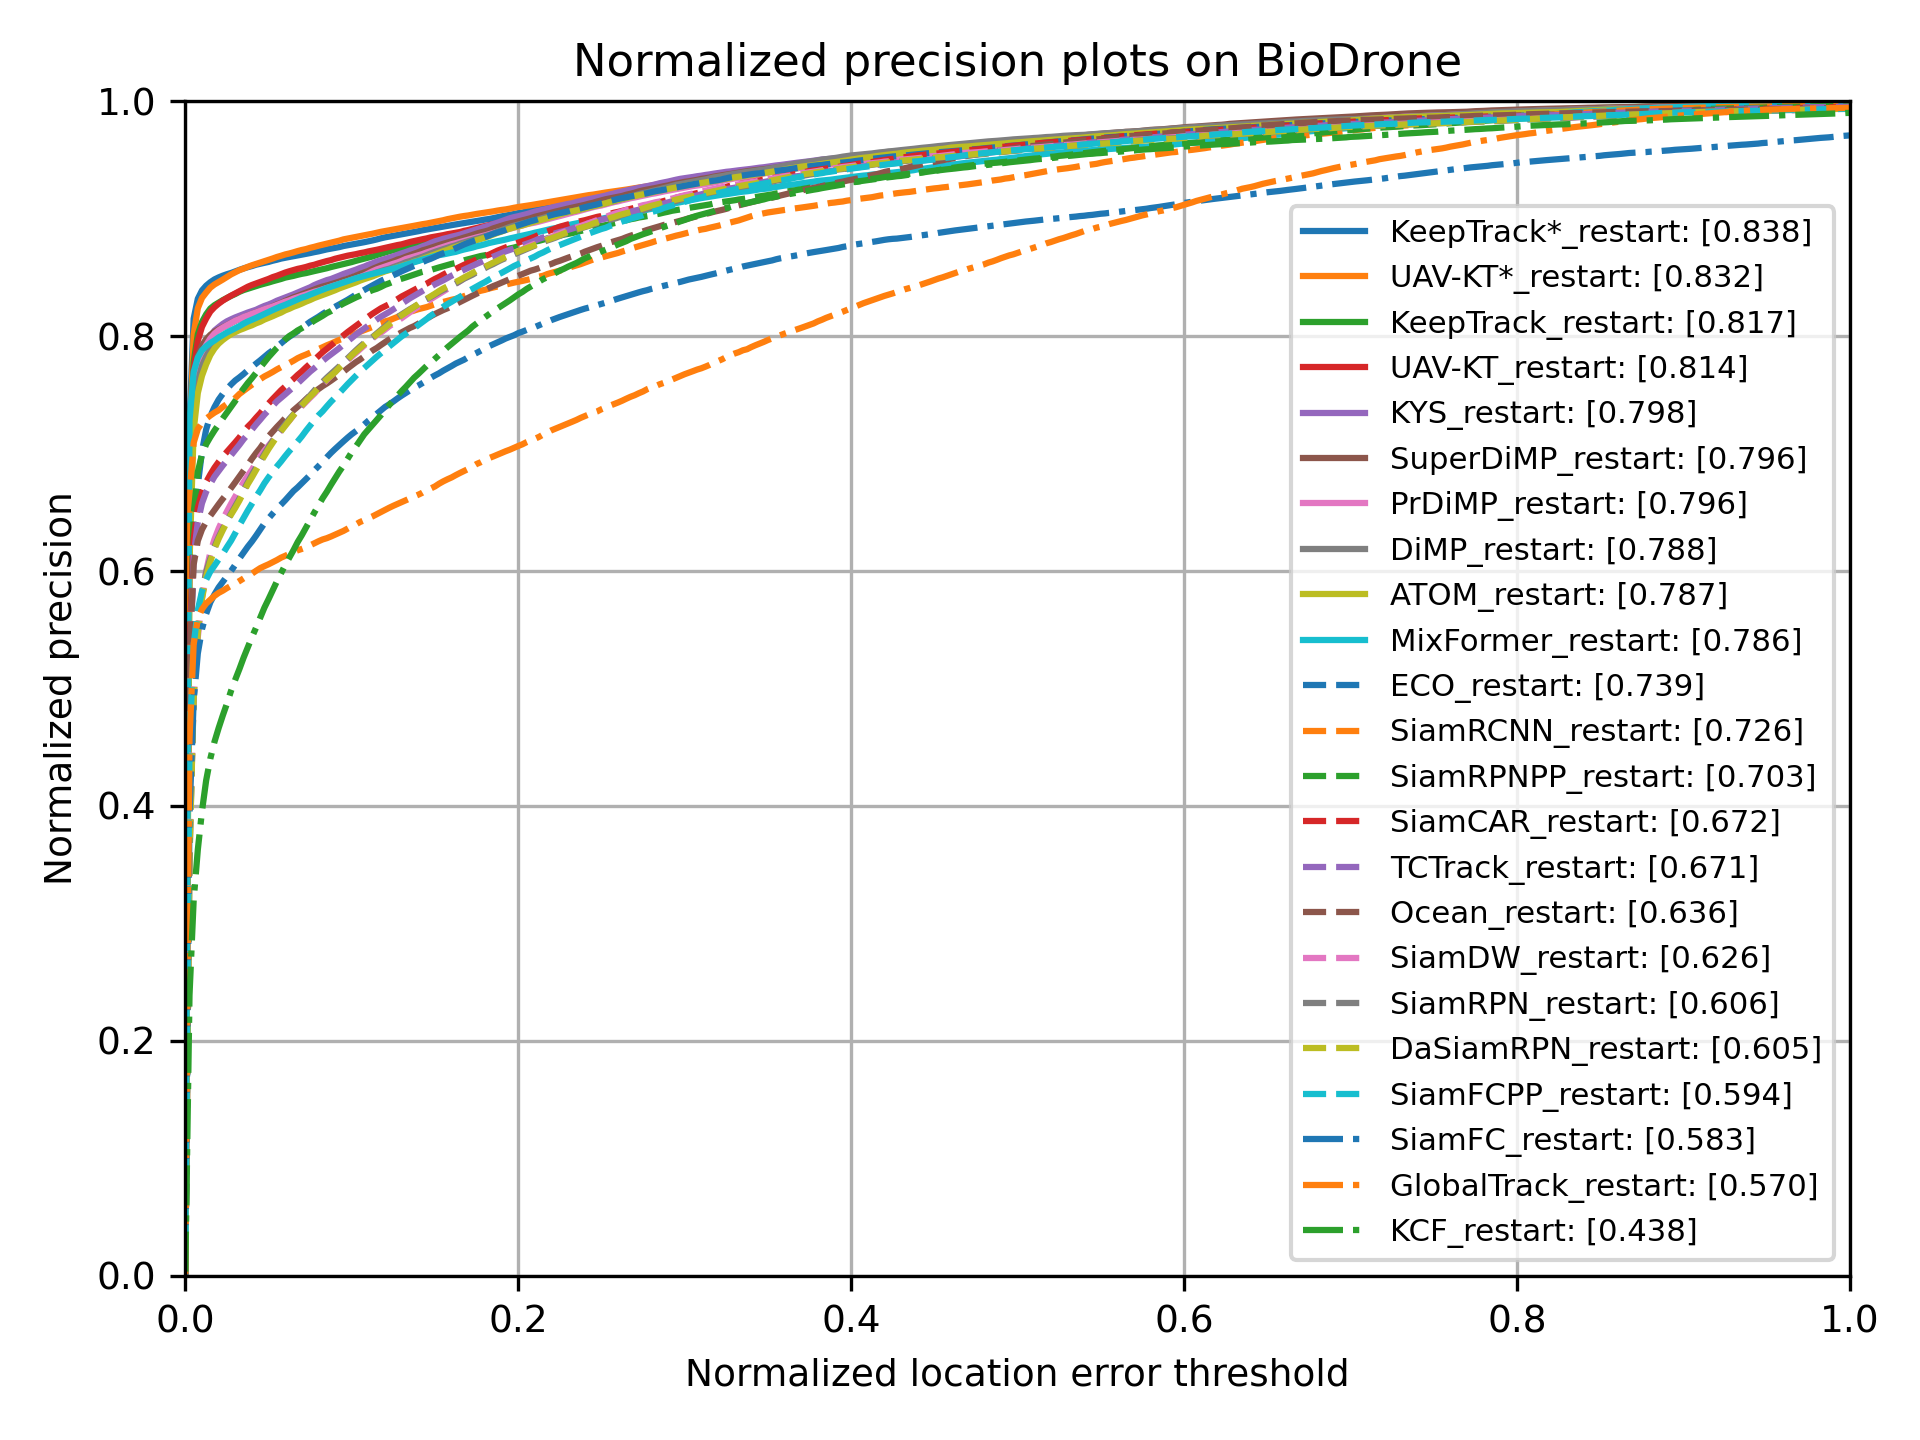 Normalized precision plots on BioDrone
1.0
0.8
0.6
0.4
0.2
0.0
Normalized precision
KeepTrack*_restart: [0.838]
UAV-KT*_restart: [0.832]
KeepTrack_restart: [0.817]
UAV-KT_restart: [0.814]
KYS_restart: [0.798]
SuperDiMP_restart: [0.796]
PrDiMP_restart: [0.796]
DiMP_restart: [0.788]
ATOM_restart: [0.787]
MixFormer_restart: [0.786]
ECO_restart: [0.739]
SiamRCNN_restart: [0.726]
SiamRPNPP_restart: [0.703]
SiamCAR_restart: [0.672]
TCTrack_restart: [0.671]
Ocean_restart: [0.636]
SiamDW_restart: [0.626]
SiamRPN_restart: [0.606]
DaSiamRPN_restart: [0.605]
SiamFCPP_restart: [0.594]
SiamFC_restart: [0.583]
GlobalTrack_restart: [0.570]
KCF_restart: [0.438]
0.0 0.2 0.4 0.6 0.8 1.0
Normalized location error threshold